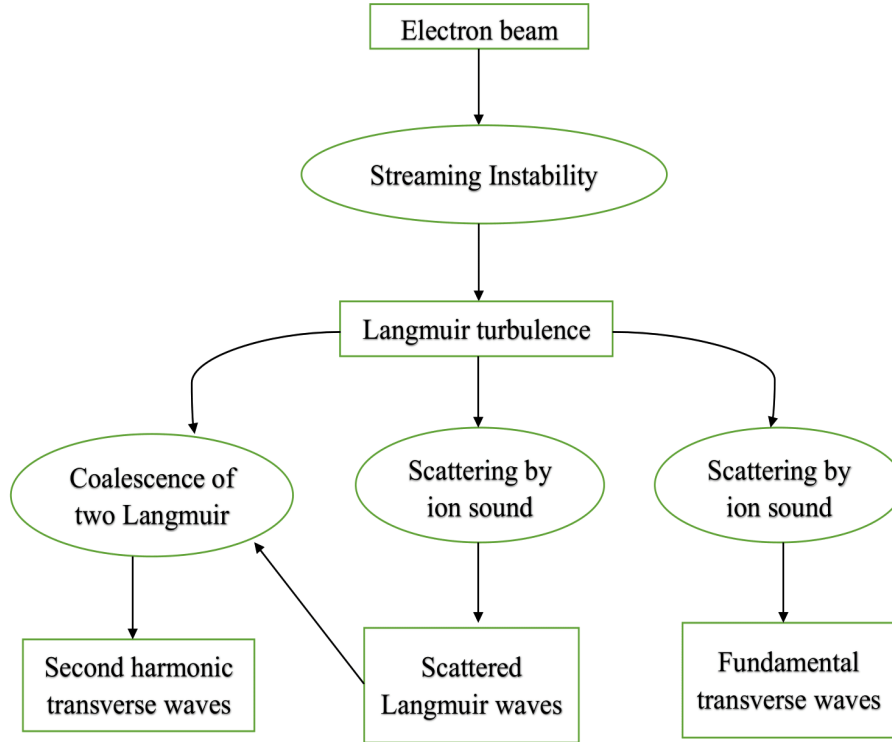 Electron beam
Streaming Instability
Langmuir turbulence
Coalescence of
two Langmuir
Scattering by
ion sound
Scattering by
ion sound
Second harmonic
transverse waves
Scattered
Langmuir waves
Fundamental
transverse waves